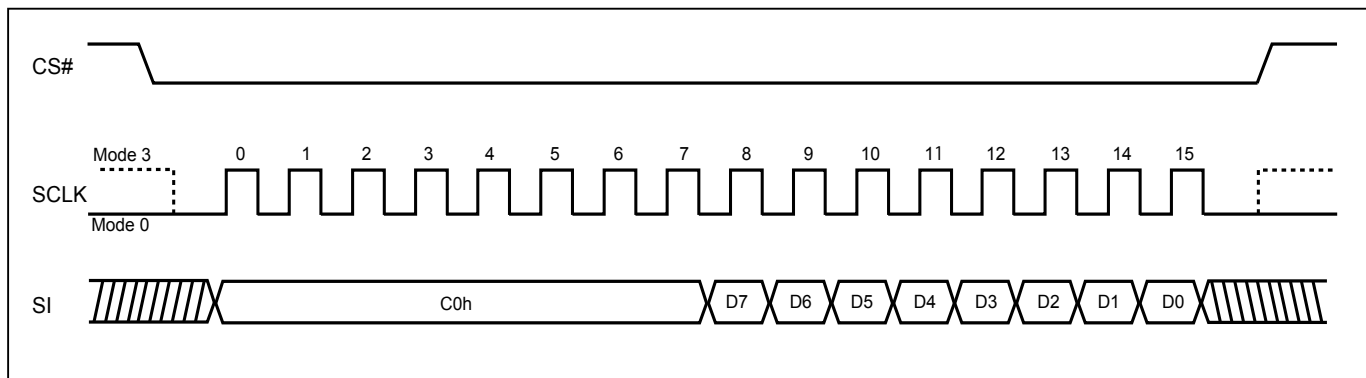 CS#
Mode 3
0 1 2 3 4 5 6 7 8 9 10 11 12 13 14 15
SCLK
Mode 0
SI
C0h D7 D6 D5 D4 D3 D2 D1 D0